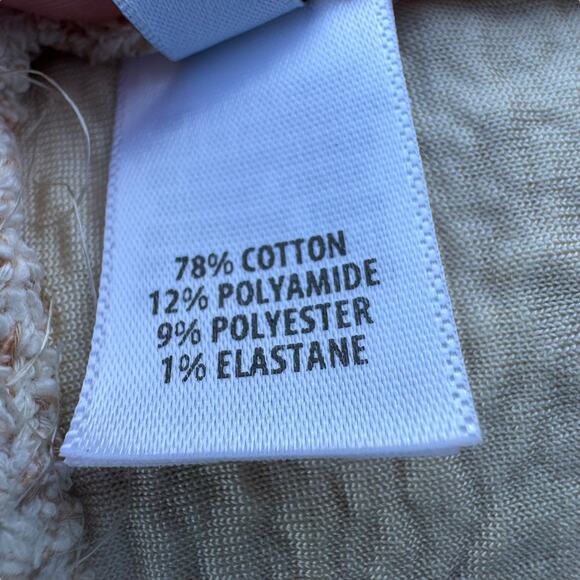 78% COTTON
12% POLYAMIDE
9% POLYESTER
1% ELASTANE